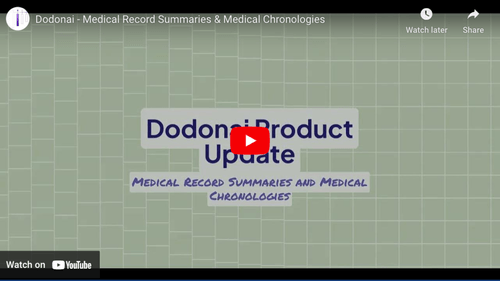 Dodonai - Medical Record Summaries & Medical Chronologies
Watch later
Share
Dodonai Product
Update
Medical Record Summaries and Medical
Chronologies
Watch on YouTube